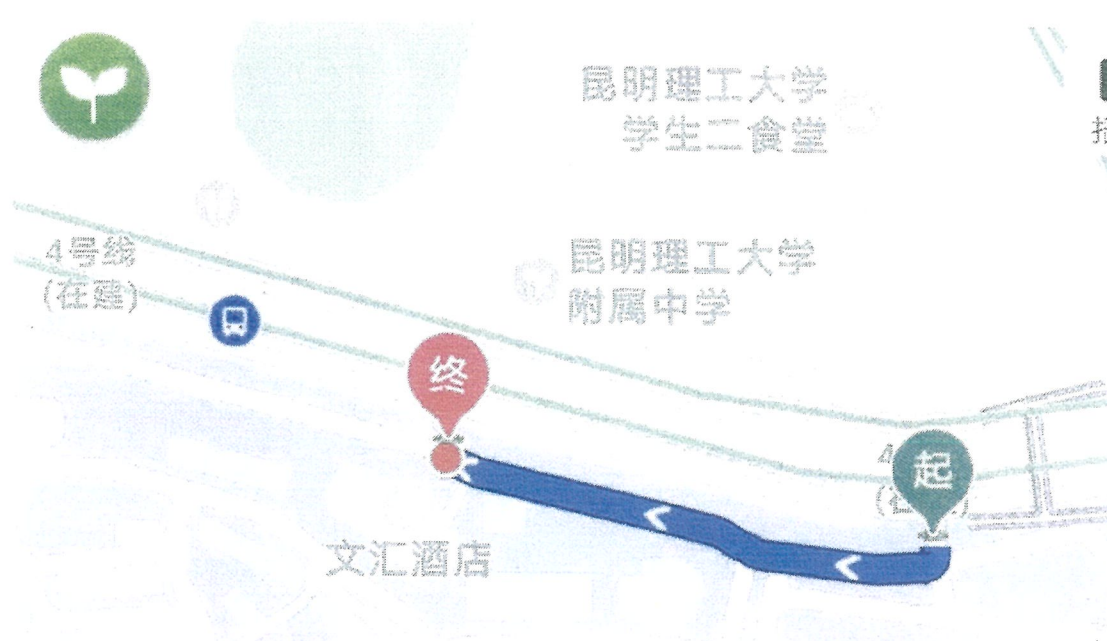 昆明理工大学
学生二食堂
4号线
(在建)
昆明理工大学
附属中学
终
起
文汇酒店